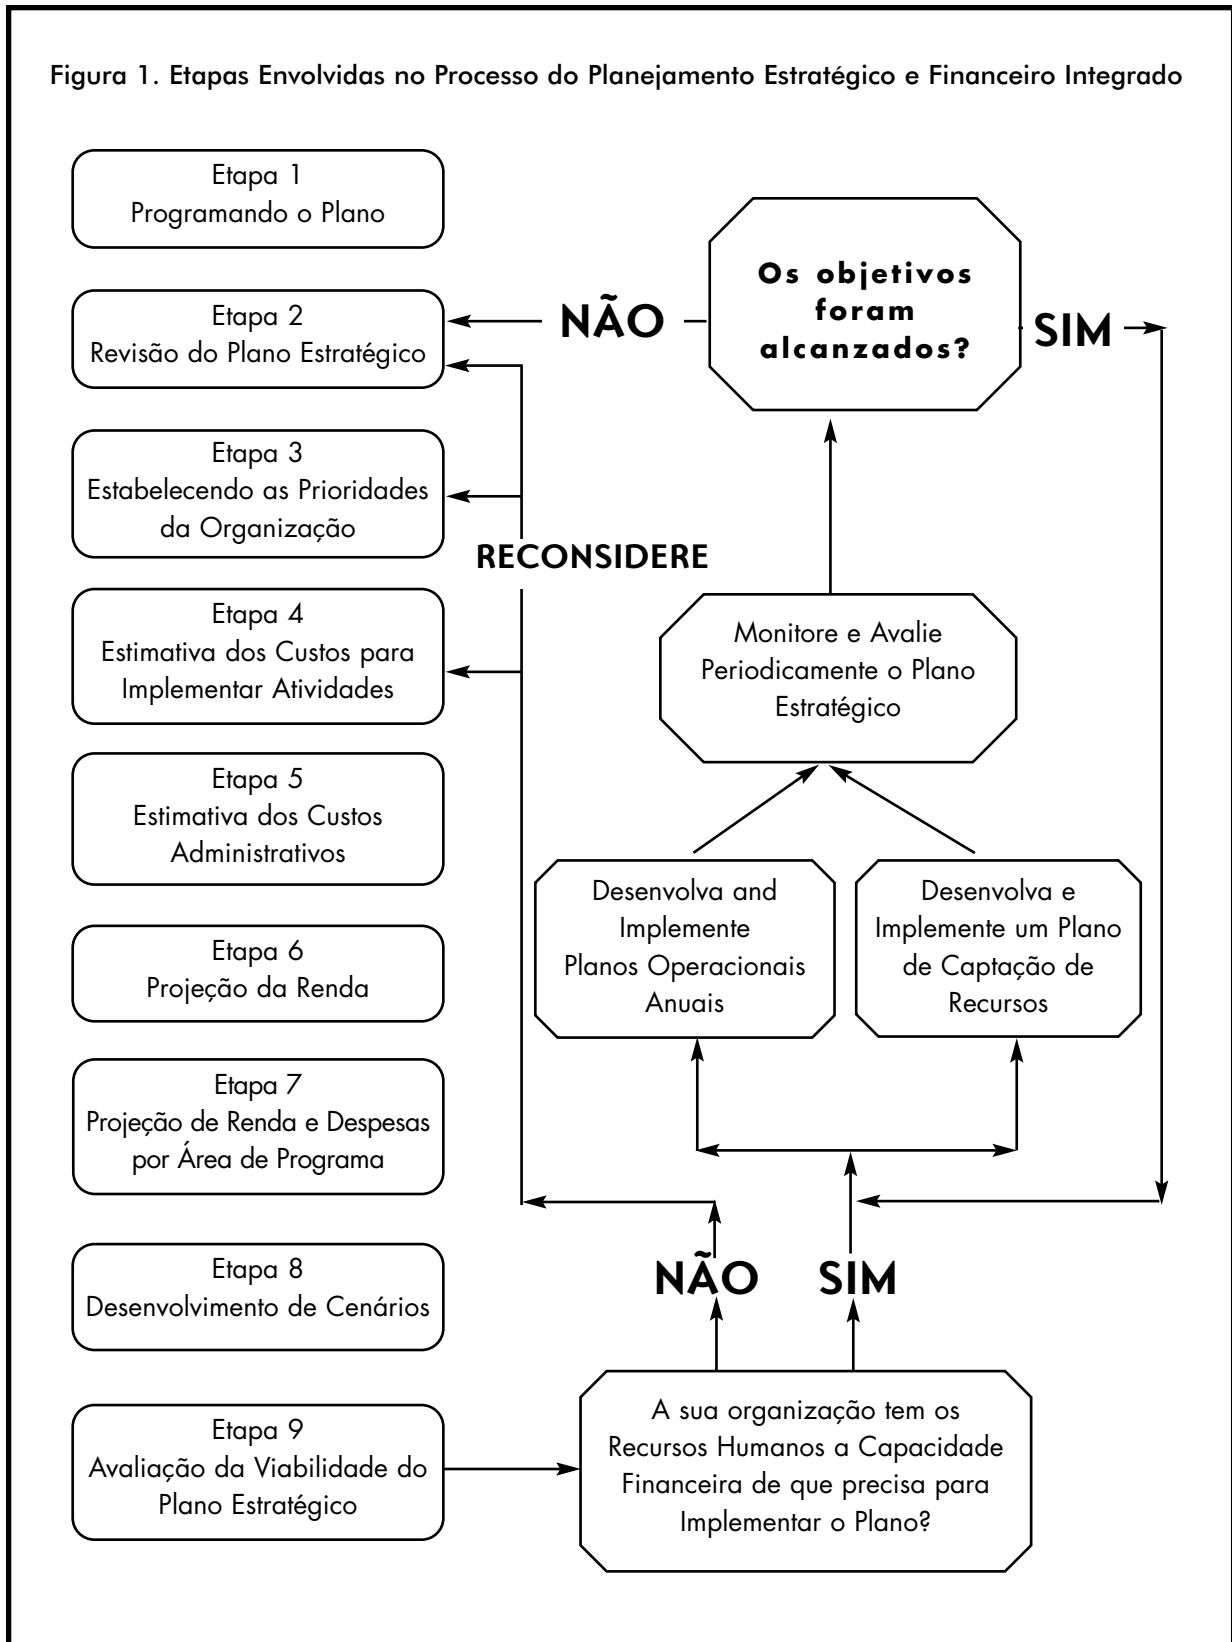 Figura 1. Etapas Envolvidas no Processo do Planejamento Estratégico e Financeiro Integrado
Etapa 1
Programando o Plano
Etapa 2
Revisão do Plano Estratégico
Etapa 3
Estabelecendo as Prioridades
da Organização
Etapa 4
Estimativa dos Custos para
Implementar Atividades
Etapa 5
Estimativa dos Custos
Administrativos
Etapa 6
Projeção da Renda
Etapa 7
Projeção de Renda e Despesas
por Área de Programa
Etapa 8
Desenvolvimento de Cenários
Etapa 9
Avaliação da Viabilidade do
Plano Estratégico
Os objetivos
foram
alcanzados?
NÃO
SIM
RECONSIDERE
Monitore e Avalie
Periodicamente o Plano
Estratégico
Desenvolva and
Implemente
Planos Operacionais
Anuais
Desenvolva e
Implemente um Plano
de Captação de
Recursos
NÃO
SIM
A sua organização tem os
Recursos Humanos a Capacidade
Financeira de que precisa para
Implementar o Plano?